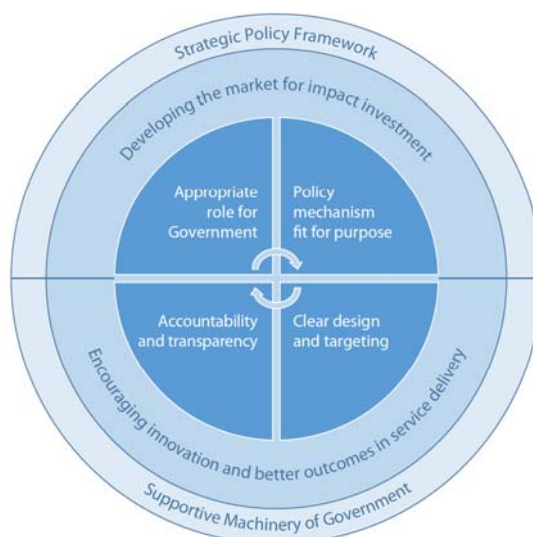 Strategic Policy Framework
Developing the market for impact investment
Appropriate
role for
Government
Policy
mechanism
fit for purpose
Accountability
and transparency
Clear design
and targeting
Encouraging innovation and better outcomes in service delivery
Supportive Machinery of Government